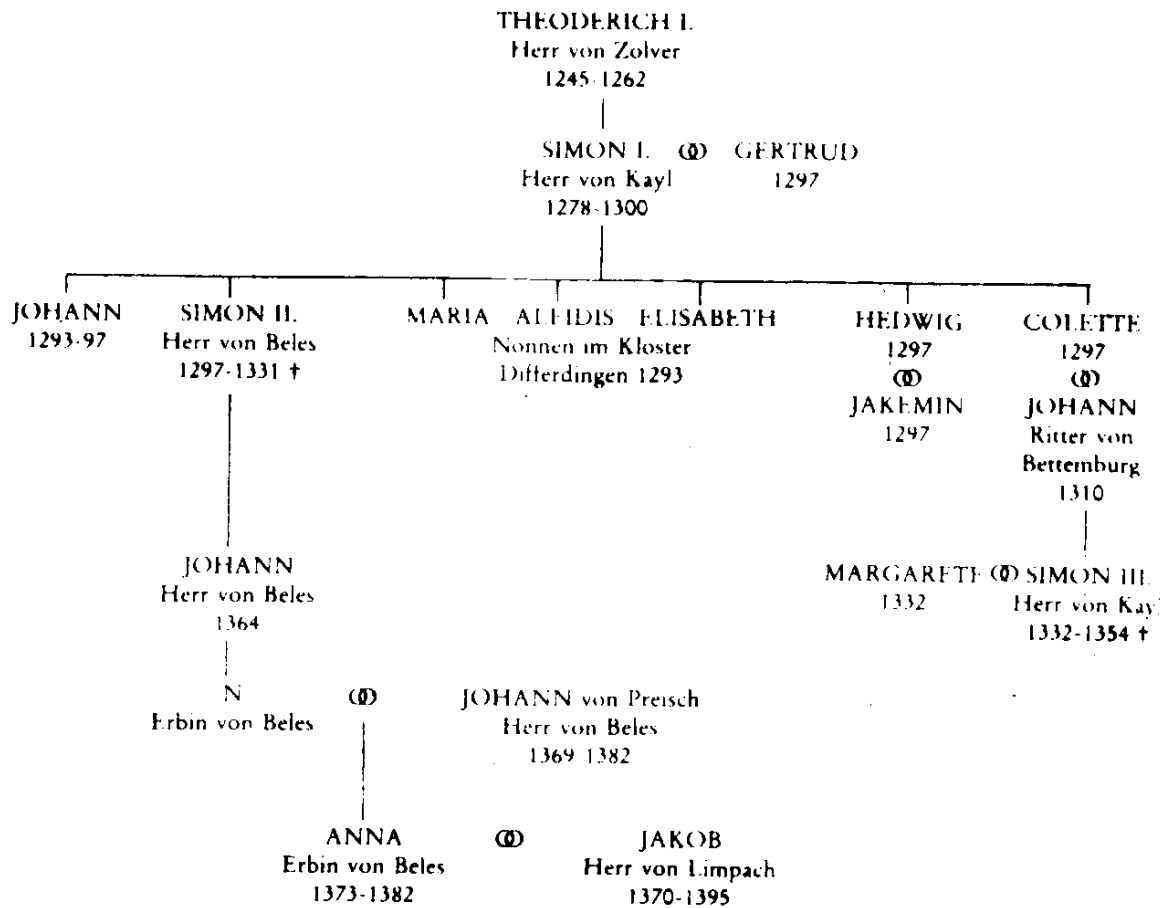 THEODERICH I.
Herr von Zolver
1245-1262
SIMON I. GERTRUD
Herr von Kayl 1297
1278-1300
JOHANN SIMON II. MARIA ALEIDIS ELISABETH HEDWIG COLETTE
1293-97 Herr von Beles Nonnen im Kloster 1297 1297
1297-1331 † Differdingen 1293
JAKEMIN JOHANN
1297 Ritter von
Bettemburg
1310
JOHANN MARGARETE SIMON III.
Herr von Beles 1332 Herr von Kayl
1364 1332-1354 †
N JOHANN von Preisch
Erbin von Beles Herr von Beles
1369-1382
ANNA JAKOB
Erbin von Beles Herr von Limpach
1373-1382 1370-1395